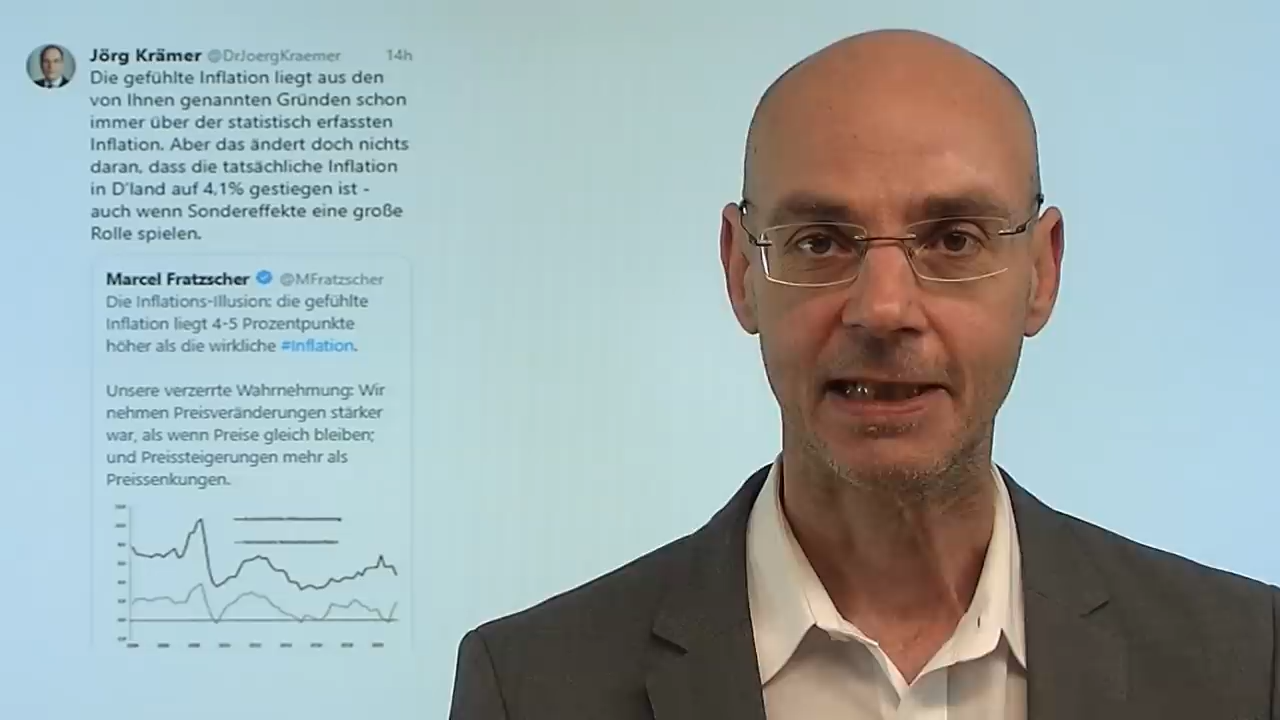 Jörg Krämer @DrJoergKraemer 14h
Die gefühlte Inflation liegt aus den
von Ihnen genannten Gründen schon
immer über der statistisch erfassten
Inflation. Aber das ändert doch nichts
daran, dass die tatsächliche Inflation
in D'land auf 4,1% gestiegen ist -
auch wenn Sondereffekte eine große
Rolle spielen.
Marcel Fratzscher @MFratzscher
Die Inflations-Illusion: die gefühlte
Inflation liegt 4-5 Prozentpunkte
höher als die wirkliche #Inflation.
Unsere verzerrte Wahrnehmung: Wir
nehmen Preisveränderungen stärker
war, als wenn Preise gleich bleiben;
und Preissteigerungen mehr als
Preissenkungen.